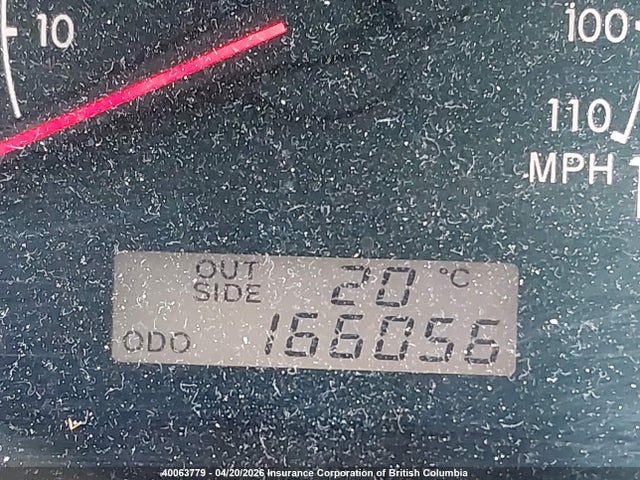 10
100
110
MPH
OUT SIDE 20 °C
ODO 166056
40063779 - 04/20/2026 Insurance Corporation of British Columbia